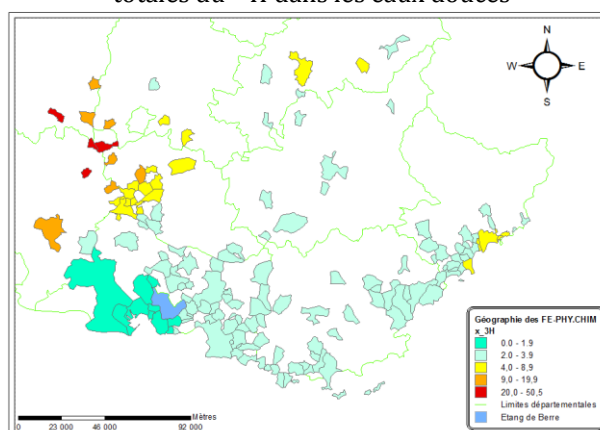 totales du ³H dans les eaux douces
N
W E
S
Géographie des FE-PHY.CHIM
x_3H
0.0 - 1.9
2.0 - 3.9
4,0 - 8,9
9,0 - 19,9
20,0 - 50,5
Limites départementales
Etang de Berre
Mètres
0 23 000 46 000 92 000